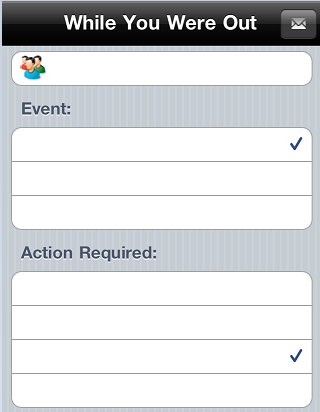 While You Were Out
Event:
Action Required: